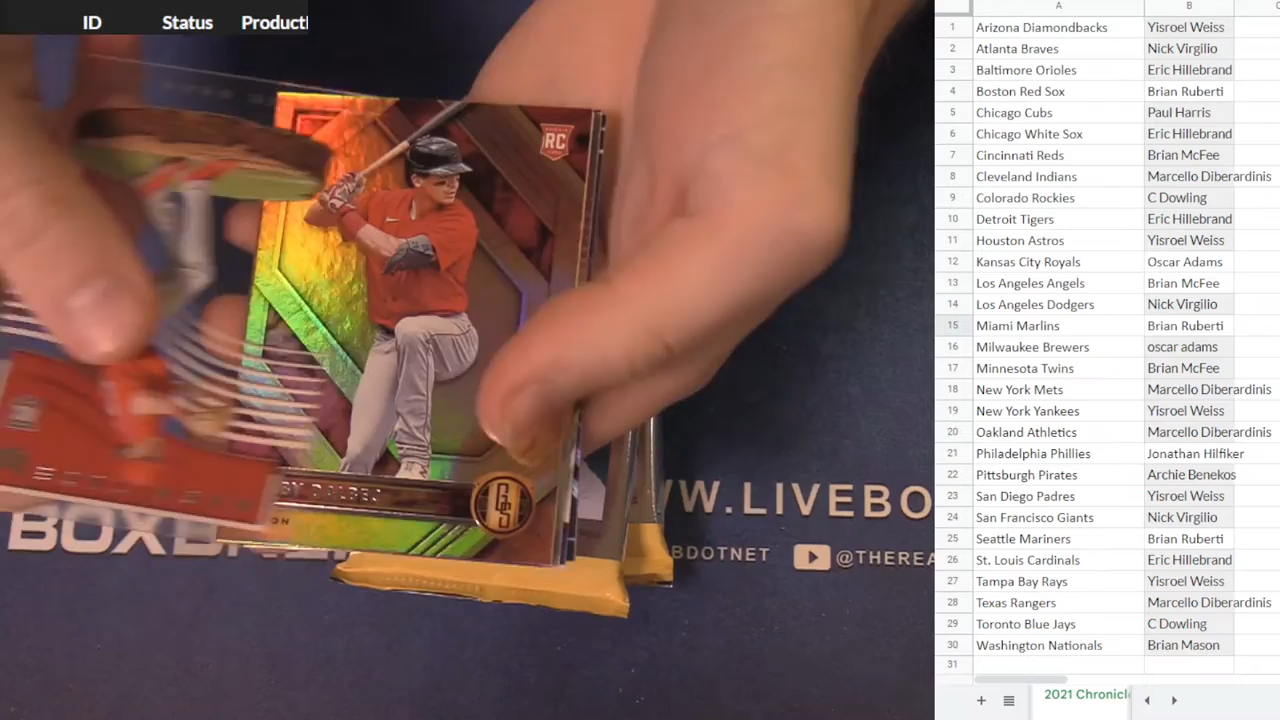 ID Status Producti
RC
GS
BOXB
WW.LIVEBO
BDOTNET @THEREA
1 Arizona Diamondbacks Yisroel Weiss
2 Atlanta Braves Nick Virgilio
3 Baltimore Orioles Eric Hillebrand
4 Boston Red Sox Brian Ruberti
5 Chicago Cubs Paul Harris
6 Chicago White Sox Eric Hillebrand
7 Cincinnati Reds Brian McFee
8 Cleveland Indians Marcello Diberardinis
9 Colorado Rockies C Dowling
10 Detroit Tigers Eric Hillebrand
11 Houston Astros Yisroel Weiss
12 Kansas City Royals Oscar Adams
13 Los Angeles Angels Brian McFee
14 Los Angeles Dodgers Nick Virgilio
15 Miami Marlins Brian Ruberti
16 Milwaukee Brewers oscar adams
17 Minnesota Twins Brian McFee
18 New York Mets Marcello Diberardinis
19 New York Yankees Yisroel Weiss
20 Oakland Athletics Marcello Diberardinis
21 Philadelphia Phillies Jonathan Hilfiker
22 Pittsburgh Pirates Archie Benekos
23 San Diego Padres Yisroel Weiss
24 San Francisco Giants Nick Virgilio
25 Seattle Mariners Brian Ruberti
26 St. Louis Cardinals Eric Hillebrand
27 Tampa Bay Rays Yisroel Weiss
28 Texas Rangers Marcello Diberardinis
29 Toronto Blue Jays C Dowling
30 Washington Nationals Brian Mason
31
2021 Chronicle